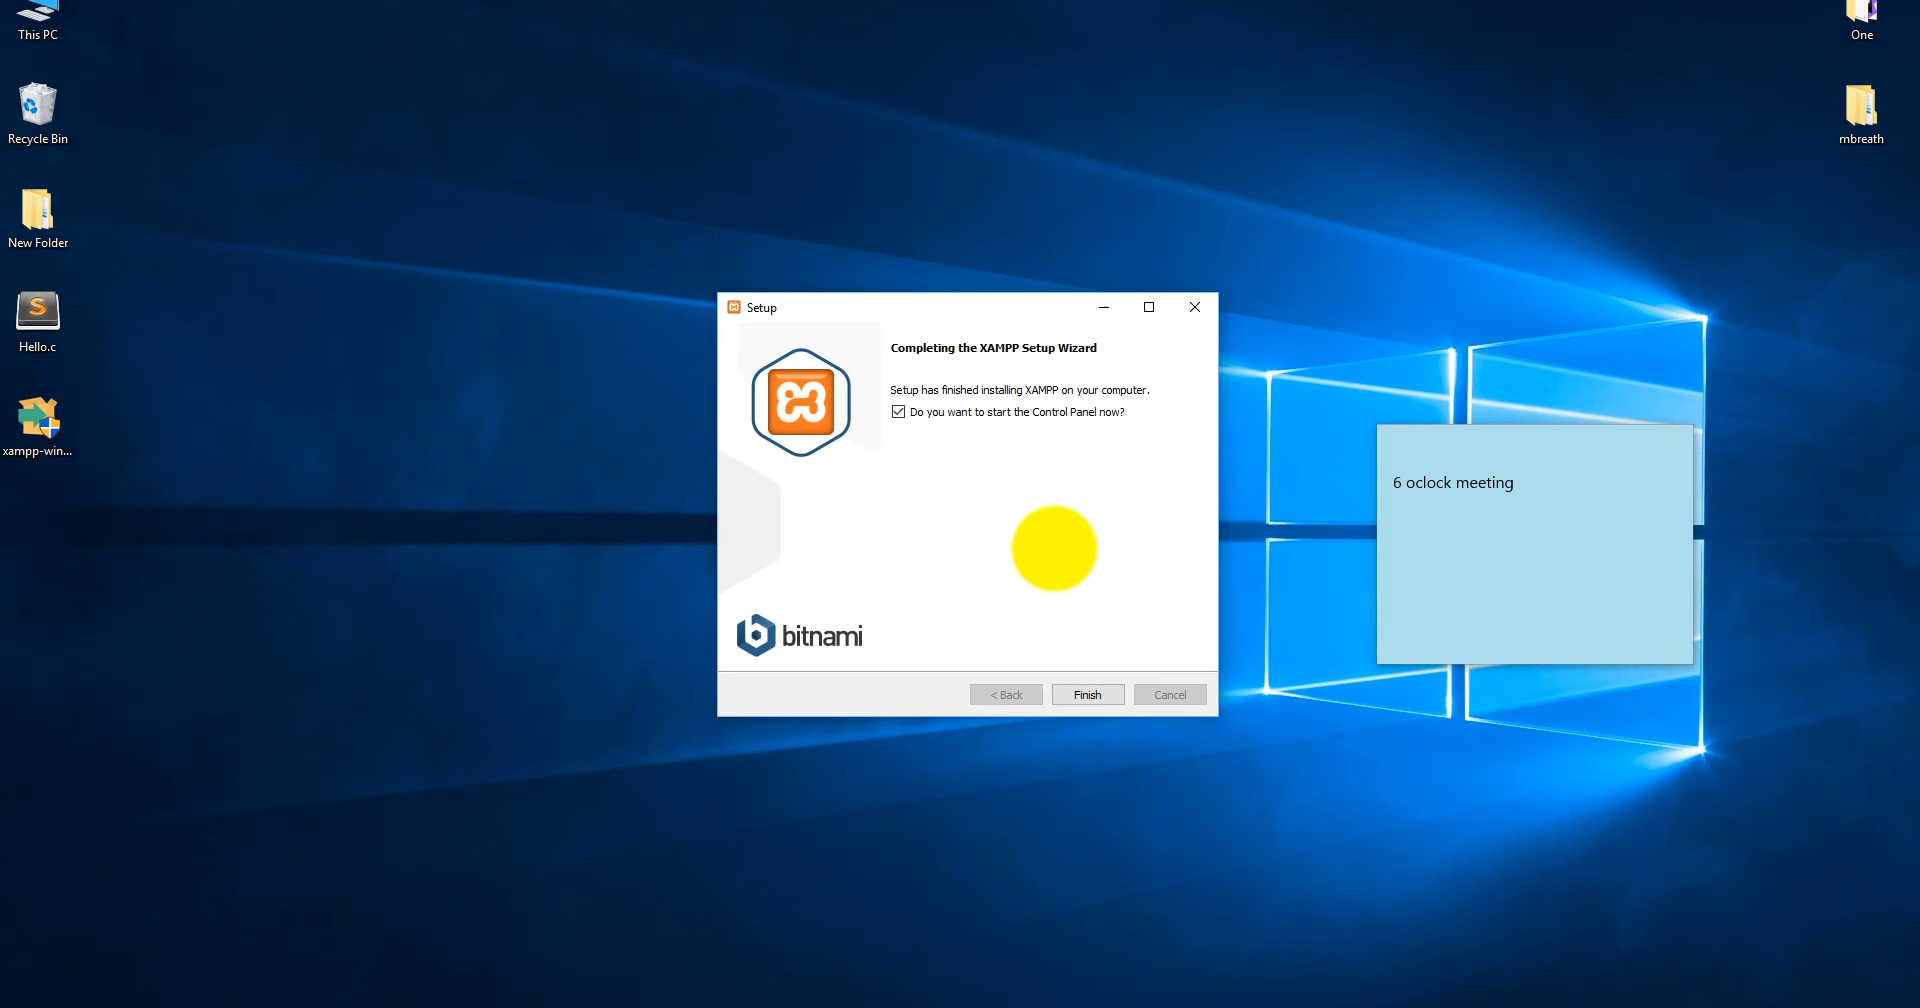 This PC
Recycle Bin
New Folder
Hello.c
xampp-win...
One
mbreath
Setup
Completing the XAMPP Setup Wizard
Setup has finished installing XAMPP on your computer.
Do you want to start the Control Panel now?
bitnami
< Back
Finish
Cancel
6 oclock meeting